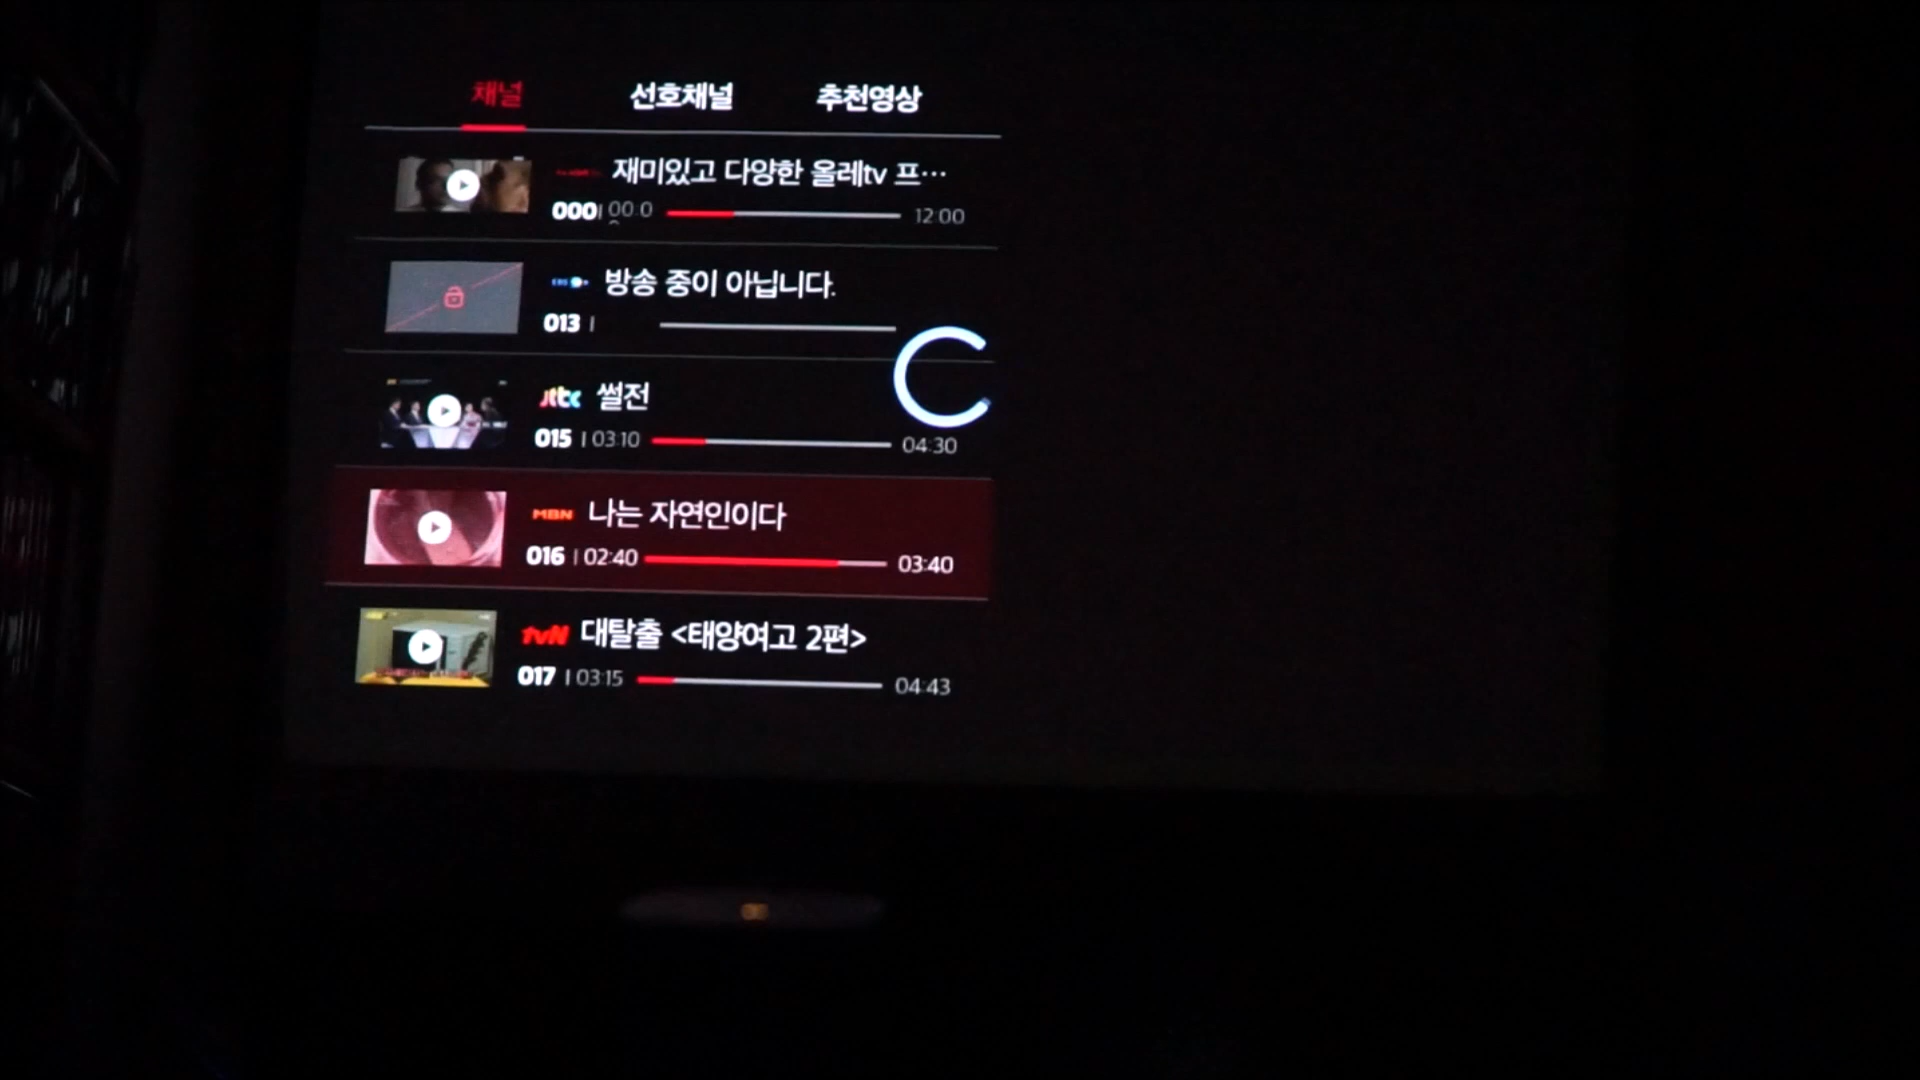 채널 선호채널 추천영상
재미있고 다양한 올레tv 프…
000 | 00:0 12:00
방송 중이 아닙니다.
013 |
jtbc 썰전
015 | 03:10 04:30
MBN 나는 자연인이다
016 | 02:40 03:40
tvN 대탈출 <태양여고 2편>
017 | 03:15 04:43